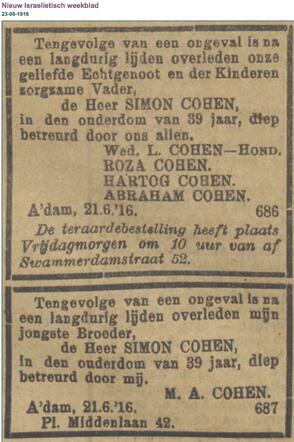 Nieuw Israelietisch weekblad
23-06-1916
Tengevolge van een ongeval is na
een langdurig lijden overleden onze
geliefde Echtgenoot en der Kinderen
zorgzame Vader,
de Heer SIMON COHEN,
in den ouderdom van 39 jaar, diep
betreurd door ons allen.
Wed. L. COHEN—HOND.
ROZA COHEN.
HARTOG COHEN.
ABRAHAM COHEN.
A'dam, 21.6.'16. 686
De teraardebestelling heeft plaats
Vrijdagmorgen om 10 uur van af
Swammerdamstraat 52.
Tengevolge van een ongeval is na
een langdurig lijden overleden mijn
jongste Broeder,
de Heer SIMON COHEN,
in den ouderdom van 39 jaar, diep
betreurd door mij.
M. A. COHEN.
A'dam, 21.6.'16. 687
Pl. Middenlaan 42.